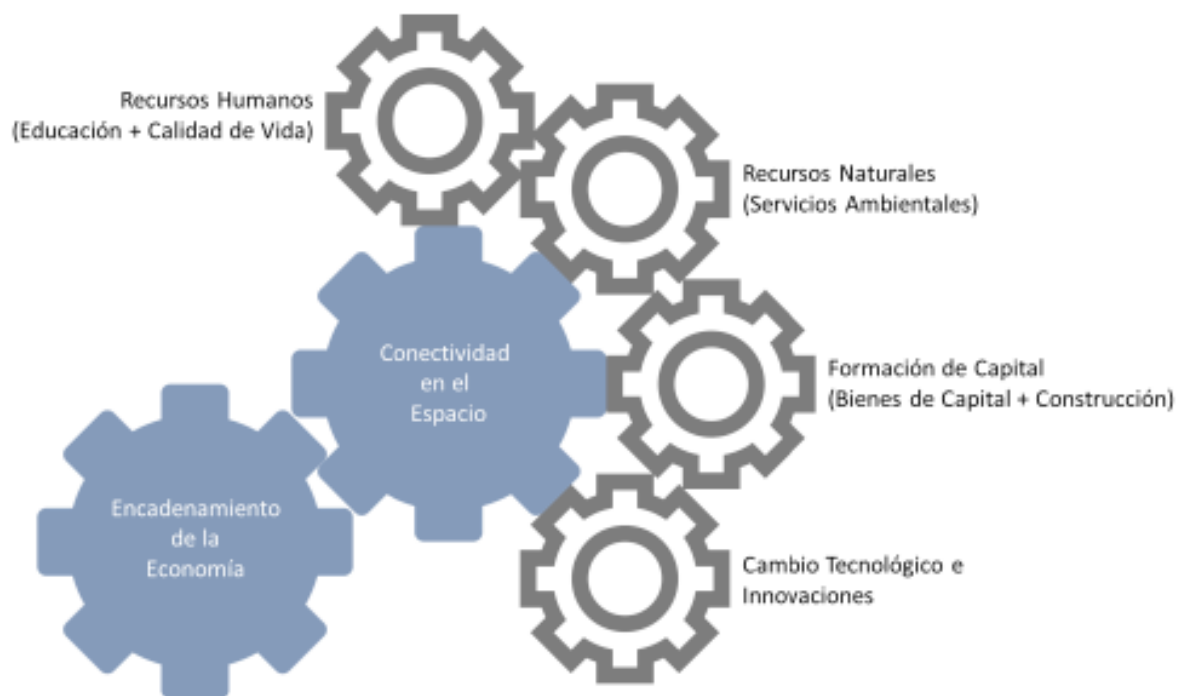 Recursos Humanos
(Educación + Calidad de Vida)
Recursos Naturales
(Servicios Ambientales)
Conectividad
en el
Espacio
Formación de Capital
(Bienes de Capital + Construcción)
Encadenamiento
de la
Economía
Cambio Tecnológico e
Innovaciones